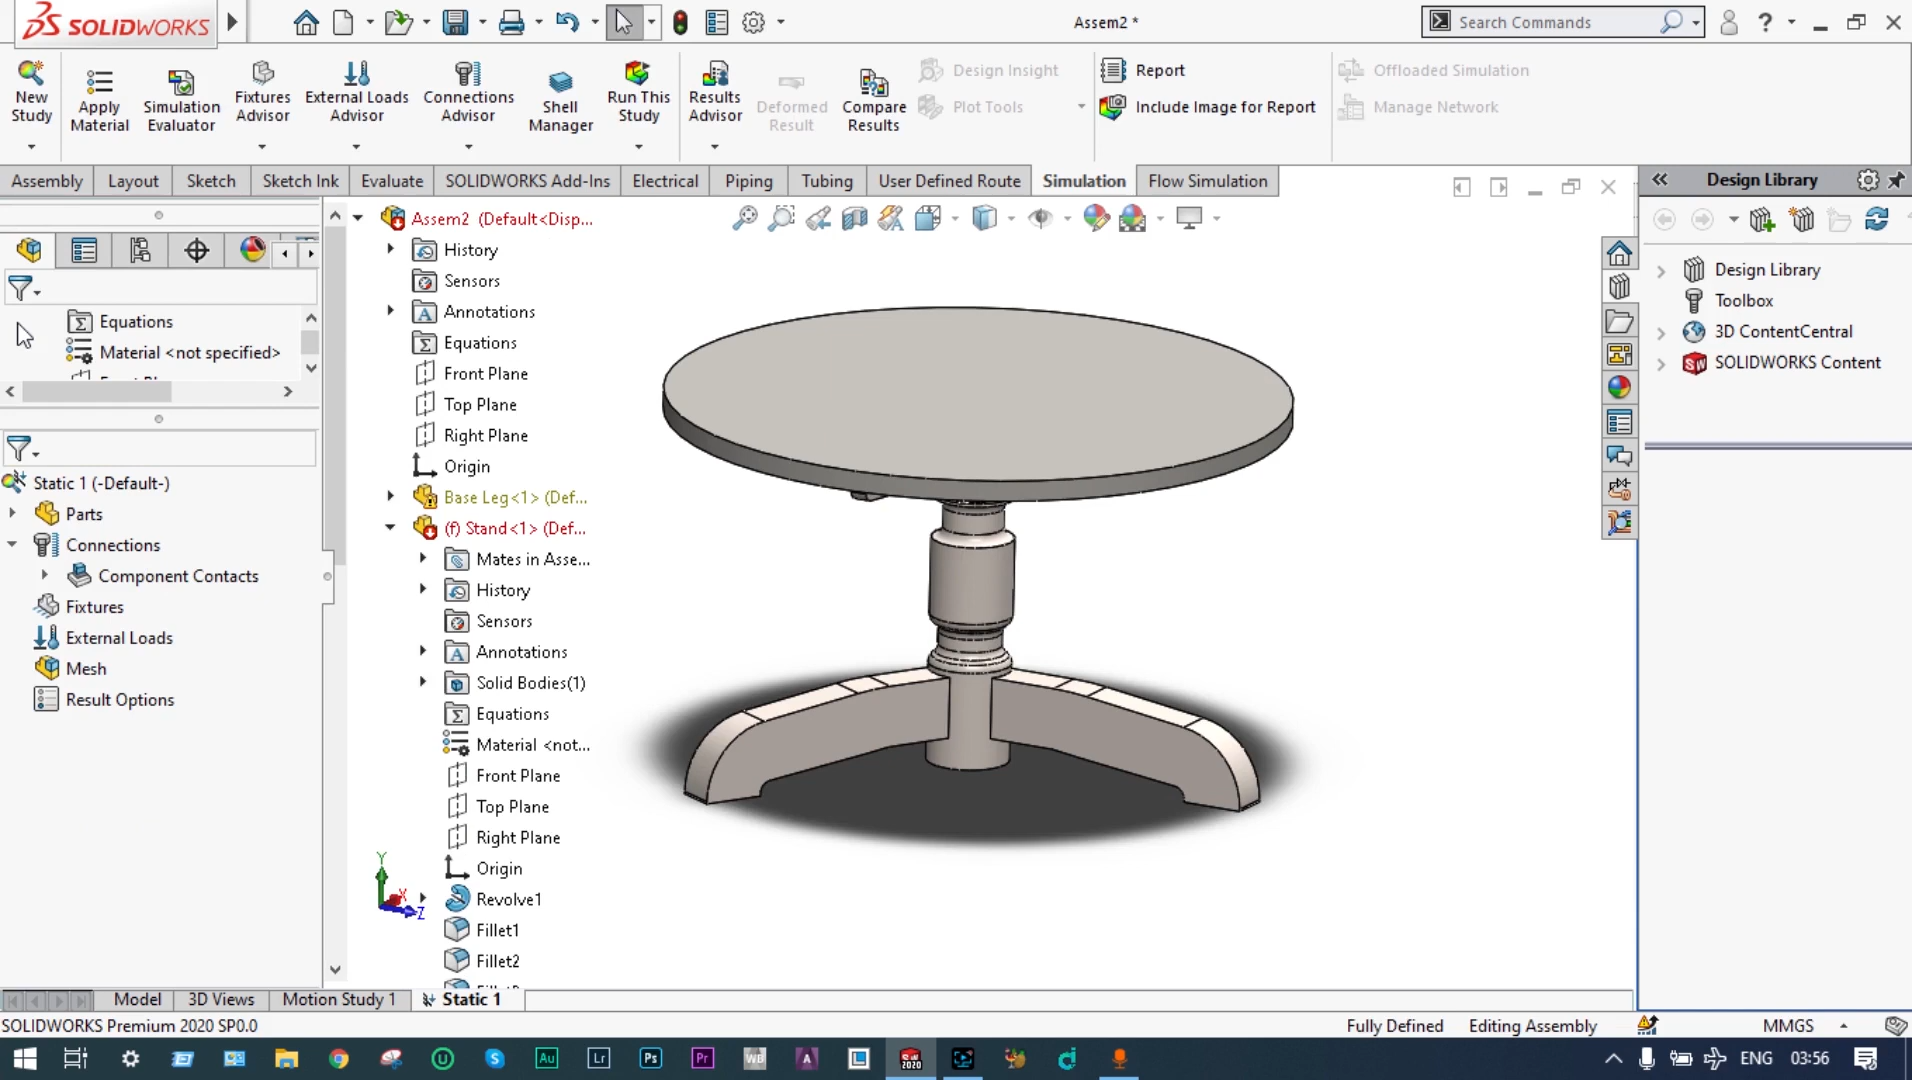 SOLIDWORKS
Assem2 *
Search Commands
?
New Study
Apply Material
Simulation Evaluator
Fixtures Advisor
External Loads Advisor
Connections Advisor
Shell Manager
Run This Study
Results Advisor
Deformed Result
Compare Results
Design Insight
Plot Tools
Report
Include Image for Report
Offloaded Simulation
Manage Network
Assembly
Layout
Sketch
Sketch Ink
Evaluate
SOLIDWORKS Add-Ins
Electrical
Piping
Tubing
User Defined Route
Simulation
Flow Simulation
Design Library
Equations
Material <not specified>
Static 1 (-Default-)
Parts
Connections
Component Contacts
Fixtures
External Loads
Mesh
Result Options
Assem2 (Default<Disp...
History
Sensors
Annotations
Equations
Front Plane
Top Plane
Right Plane
Origin
Base Leg<1> (Def...
(f) Stand<1> (Def...
Mates in Asse...
History
Sensors
Annotations
Solid Bodies(1)
Equations
Material <not...
Front Plane
Top Plane
Right Plane
Origin
Revolve1
Fillet1
Fillet2
Y
X
Z
Design Library
Toolbox
3D ContentCentral
SOLIDWORKS Content
Model
3D Views
Motion Study 1
Static 1
SOLIDWORKS Premium 2020 SP0.0
Fully Defined
Editing Assembly
MMGS
Au
Lr
Ps
Pr
WB
A
SW 2020
ENG
03:56